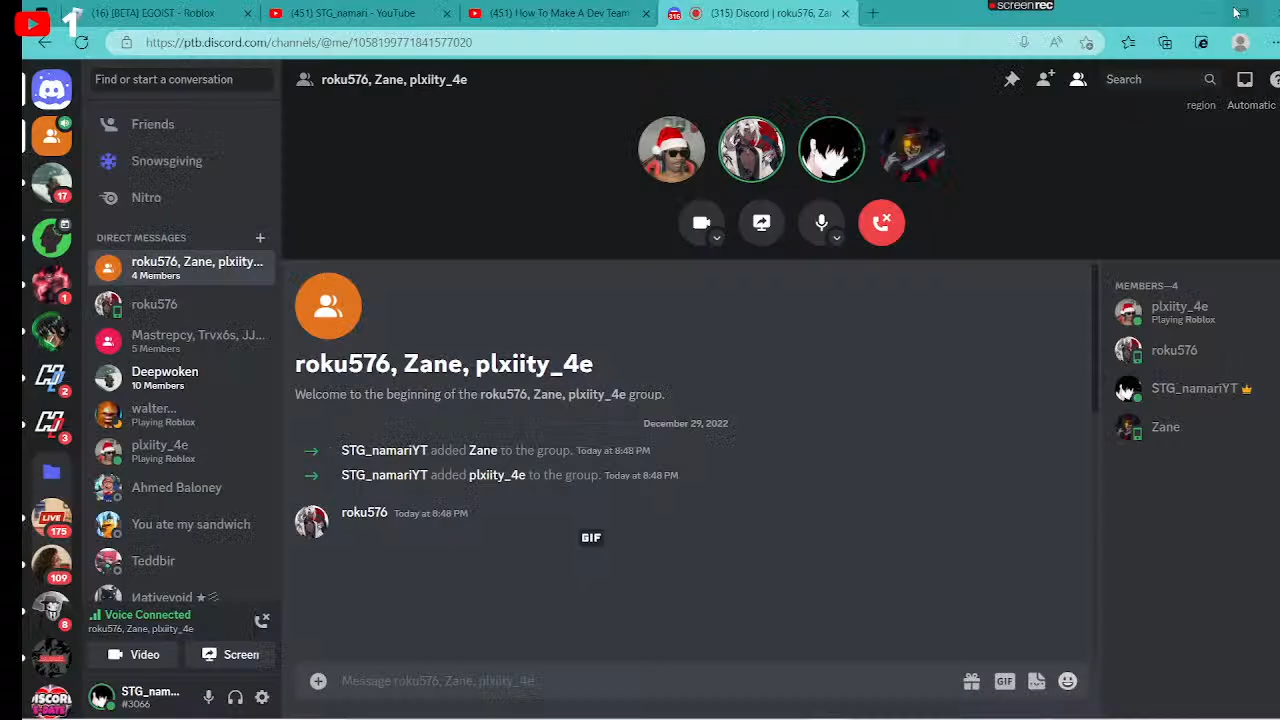 screenrec
1
(16) [BETA] EGOIST - Roblox
(451) STG_namari - YouTube
(451) How To Make A Dev Team
(315) Discord | roku576, Za
https://ptb.discord.com/channels/@me/1058199771841577020
Find or start a conversation
roku576, Zane, plxiity_4e
Search
region
Automatic
Friends
Snowsgiving
Nitro
DIRECT MESSAGES
roku576, Zane, plxiity...
4 Members
roku576
Mastrepcy, Trvxós, JJ...
5 Members
Deepwoken
10 Members
walter...
Playing Roblox
plxiity_4e
Playing Roblox
Ahmed Baloney
You ate my sandwich
Teddbir
Voice Connected
roku576, Zane, plxiity_4e
Video
Screen
STG_nam...
#3066
17
1
2
3
LIVE
175
109
8
315
roku576, Zane, plxiity_4e
Welcome to the beginning of the roku576, Zane, plxiity_4e group.
December 29, 2022
STG_namariYT added Zane to the group. Today at 8:48 PM
STG_namariYT added plxiity_4e to the group. Today at 8:48 PM
roku576 Today at 8:48 PM
GIF
Message roku576, Zane, plxiity_4e
GIF
MEMBERS—4
plxiity_4e
Playing Roblox
roku576
STG_namariYT
Zane